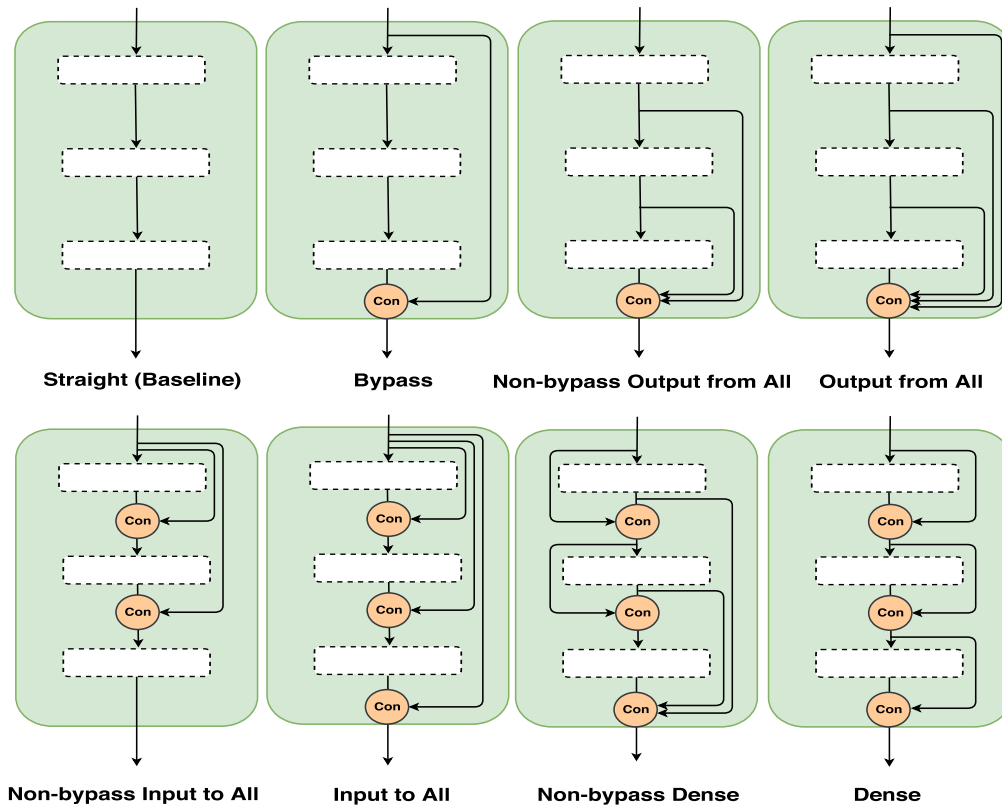 Con
Con
Con
Straight (Baseline)
Bypass
Non-bypass Output from All
Output from All
Con
Con
Con
Con
Con
Con
Con
Con
Con
Con
Non-bypass Input to All
Input to All
Non-bypass Dense
Dense